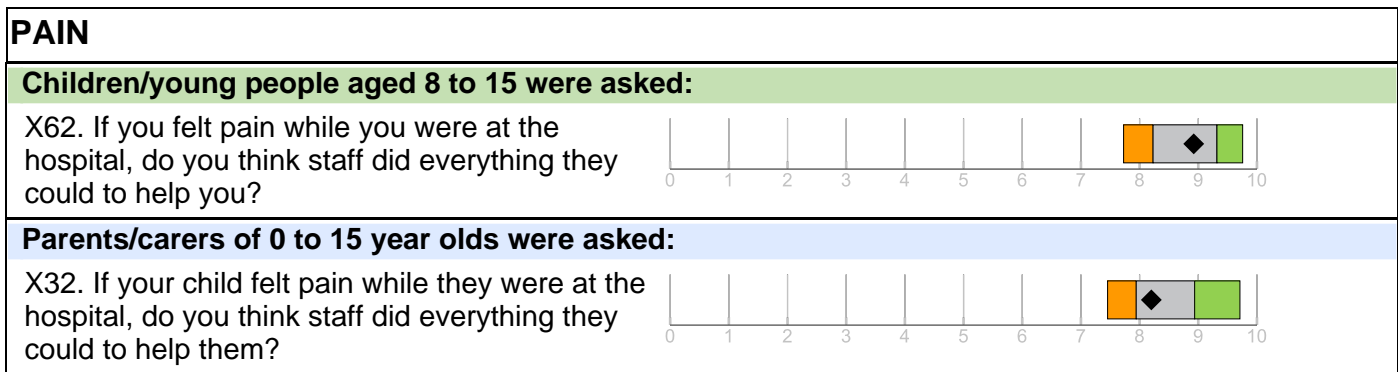 PAIN
Children/young people aged 8 to 15 were asked:
X62. If you felt pain while you were at the
hospital, do you think staff did everything they
could to help you?
0 1 2 3 4 5 6 7 8 9 10
Parents/carers of 0 to 15 year olds were asked:
X32. If your child felt pain while they were at the
hospital, do you think staff did everything they
could to help them?
0 1 2 3 4 5 6 7 8 9 10